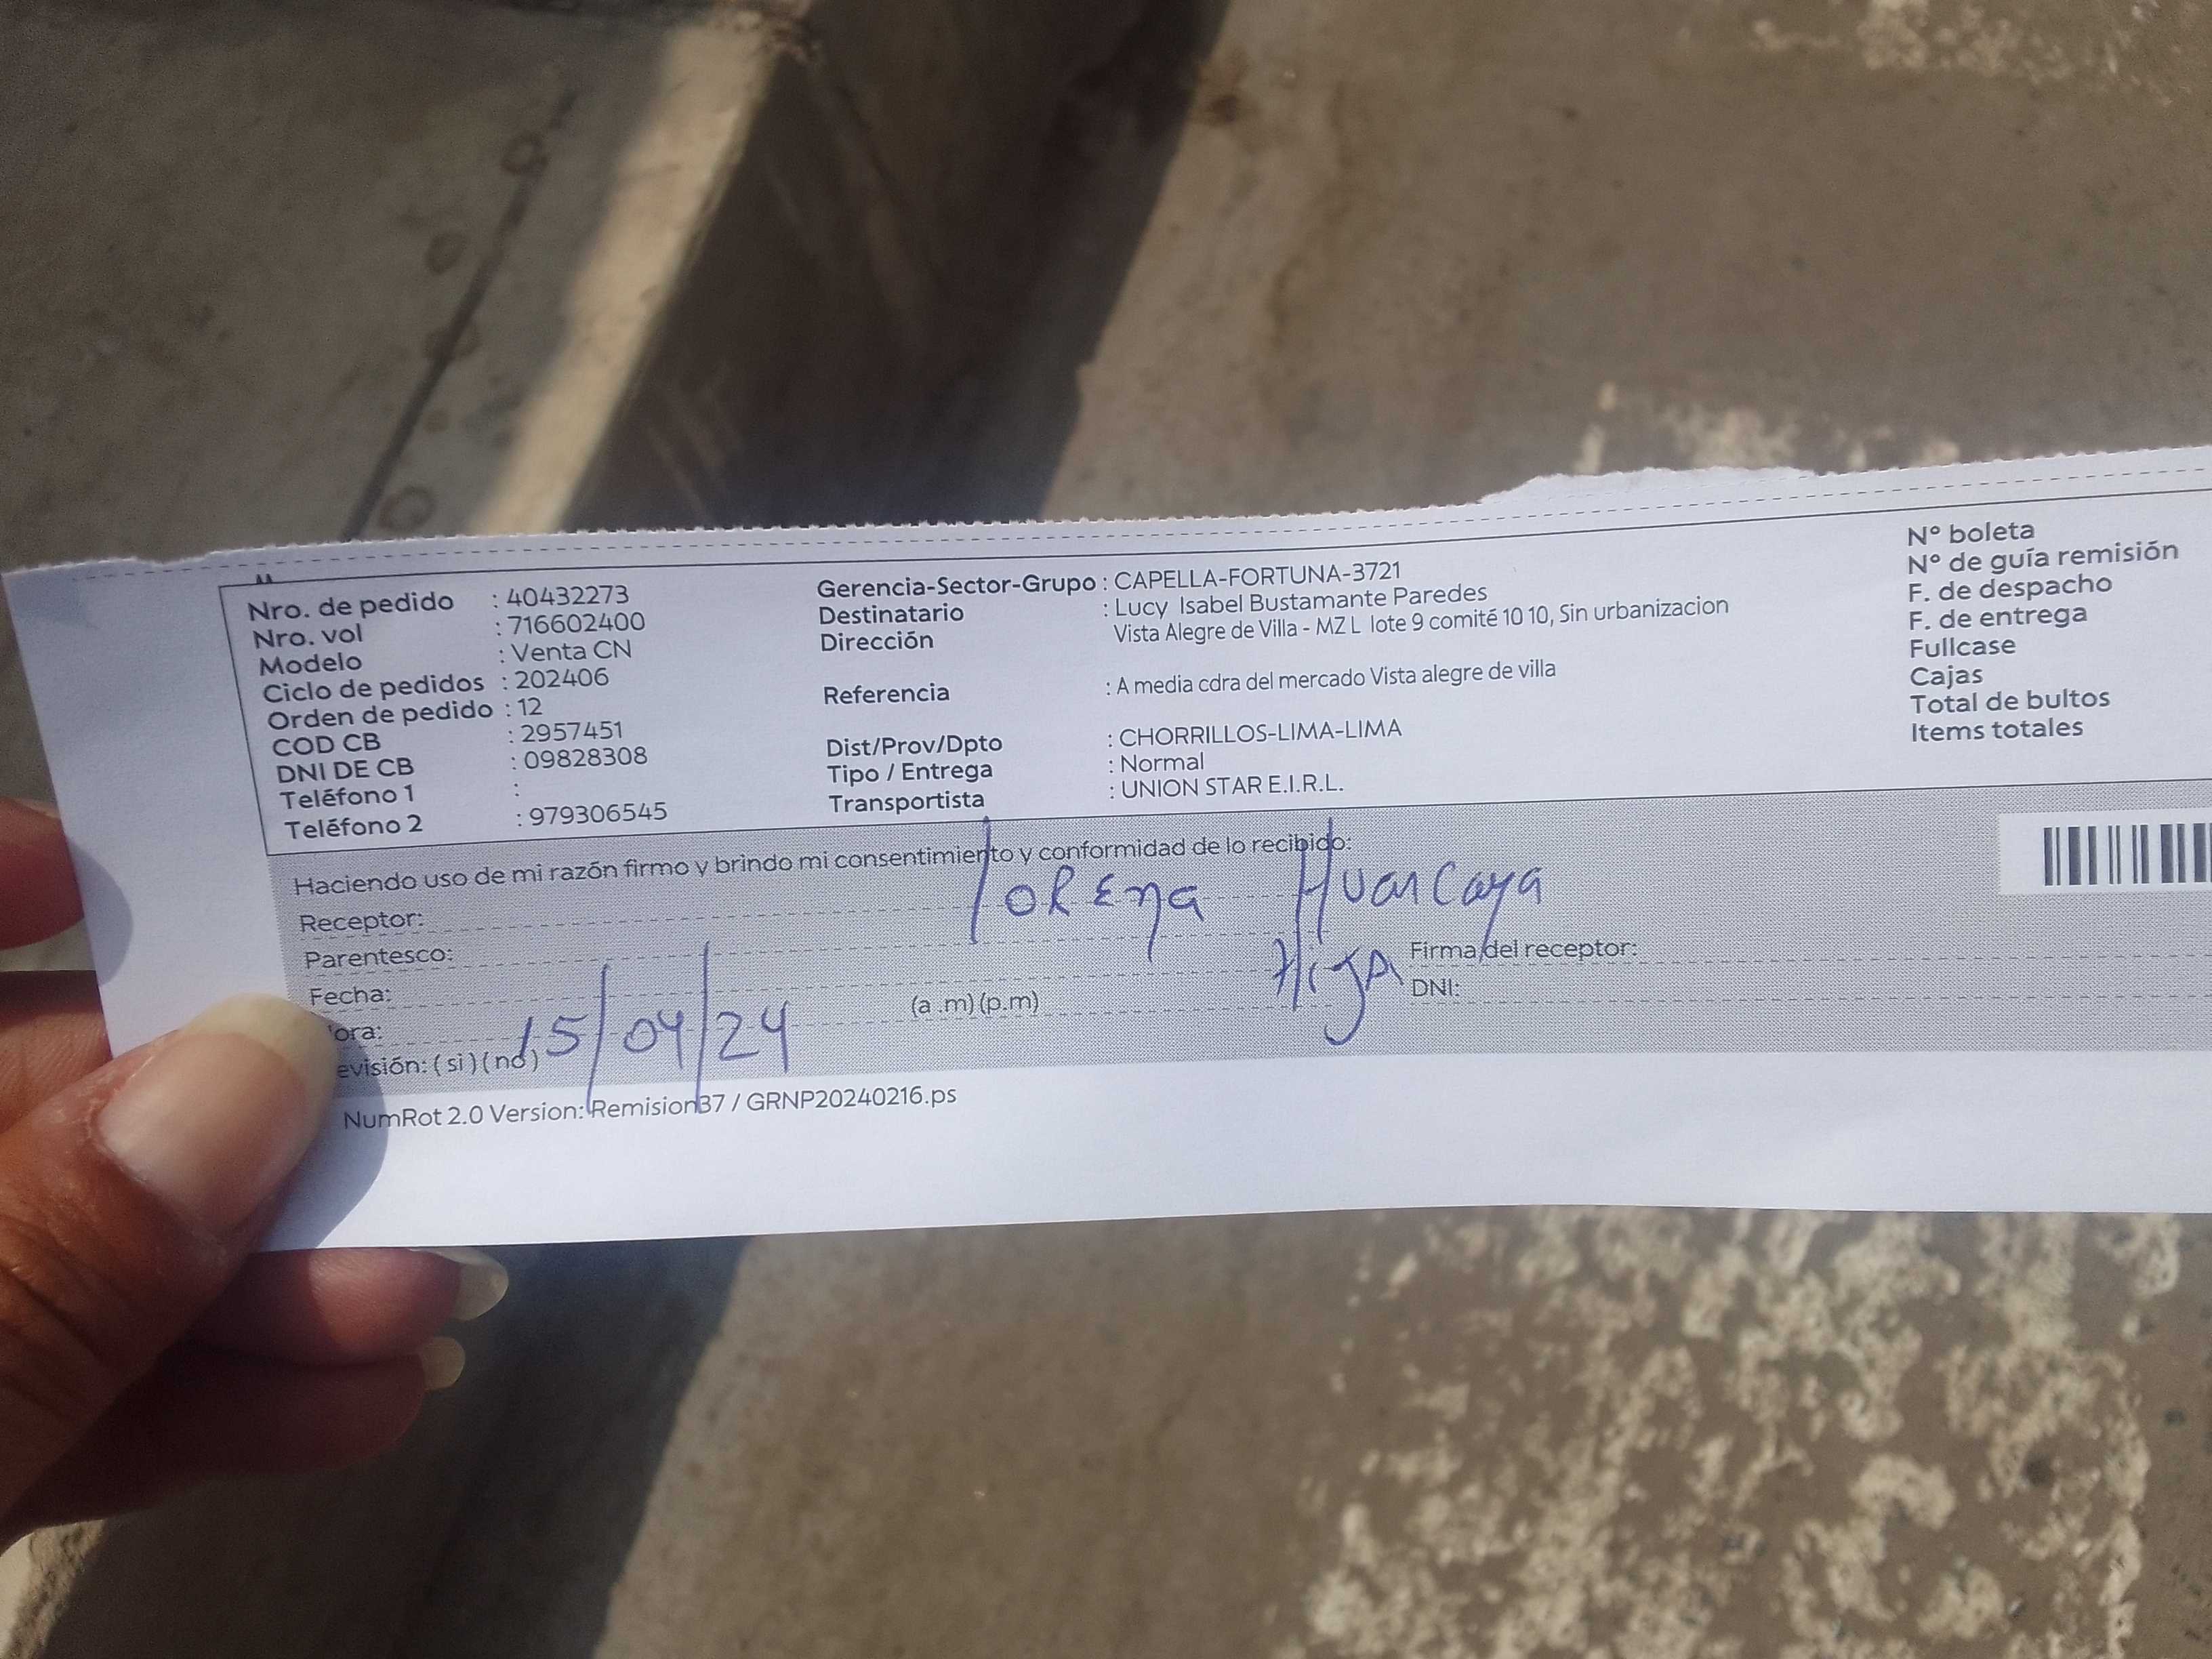 Nro. de pedido : 40432273
Nro. vol : 716602400
Modelo : Venta CN
Ciclo de pedidos : 202406
Orden de pedido : 12
COD CB : 2957451
DNI DE CB : 09828308
Teléfono 1 :
Teléfono 2 : 979306545
Gerencia-Sector-Grupo : CAPELLA-FORTUNA-3721
Destinatario : Lucy Isabel Bustamante Paredes
Dirección Vista Alegre de Villa - MZ L lote 9 comité 10 10, Sin urbanizacion
Referencia : A media cdra del mercado Vista alegre de villa
Dist/Prov/Dpto : CHORRILLOS-LIMA-LIMA
Tipo / Entrega : Normal
Transportista : UNION STAR E.I.R.L.
N° boleta
N° de guía remisión
F. de despacho
F. de entrega
Fullcase
Cajas
Total de bultos
Items totales
Haciendo uso de mi razón firmo y brindo mi consentimiento y conformidad de lo recibido:
Receptor: lorena Huarcaya
Parentesco: Hija Firma del receptor:
Fecha: DNI:
ora: 15/04/24 (a .m) (p.m)
evisión: ( si ) ( no )
NumRot 2.0 Version: Remision37 / GRNP20240216.ps